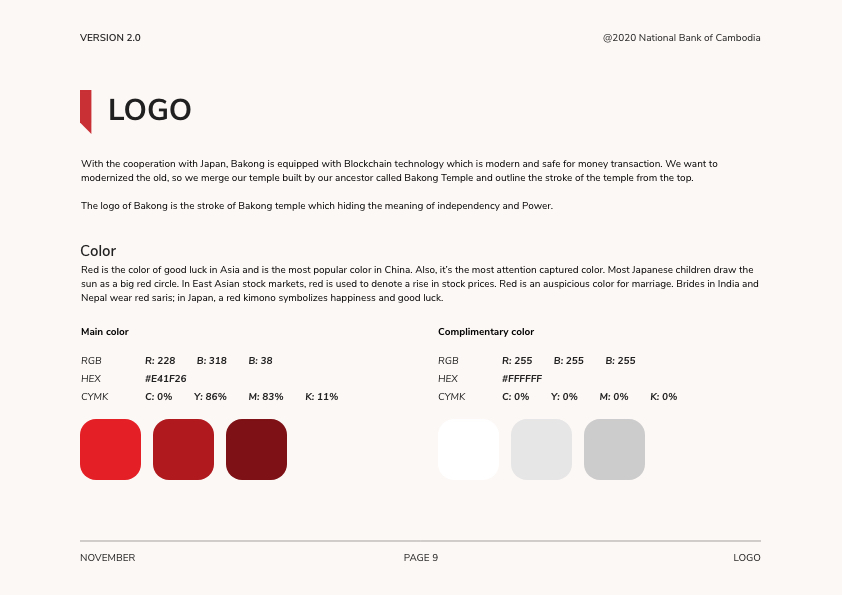 VERSION 2.0
@2020 National Bank of Cambodia
LOGO
With the cooperation with Japan, Bakong is equipped with Blockchain technology which is modern and safe for money transaction. We want to
modernized the old, so we merge our temple built by our ancestor called Bakong Temple and outline the stroke of the temple from the top.
The logo of Bakong is the stroke of Bakong temple which hiding the meaning of independency and Power.
Color
Red is the color of good luck in Asia and is the most popular color in China. Also, it's the most attention captured color. Most Japanese children draw the
sun as a big red circle. In East Asian stock markets, red is used to denote a rise in stock prices. Red is an auspicious color for marriage. Brides in India and
Nepal wear red saris; in Japan, a red kimono symbolizes happiness and good luck.
Main color
RGB R: 228 B: 318 B: 38
HEX #E41F26
CYMK C: 0% Y: 86% M: 83% K: 11%
Complimentary color
RGB R: 255 B: 255 B: 255
HEX #FFFFFF
CYMK C: 0% Y: 0% M: 0% K: 0%
NOVEMBER
PAGE 9
LOGO